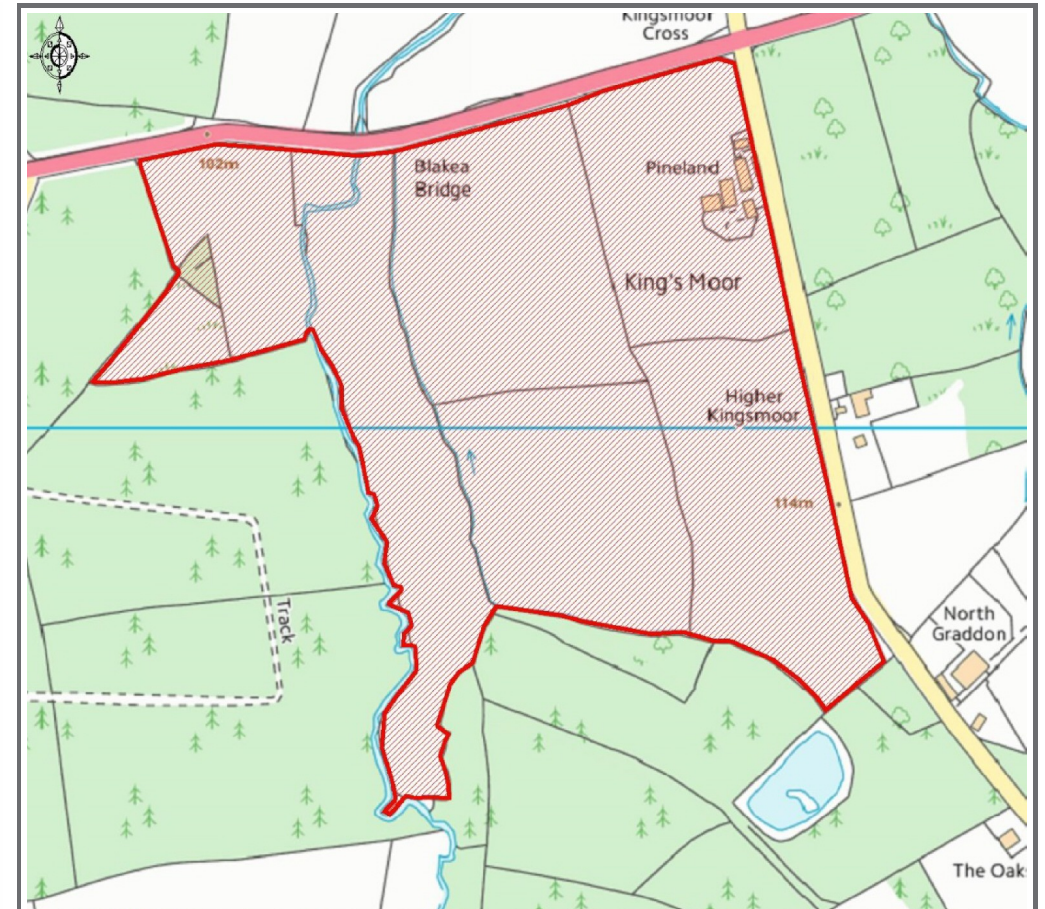 Kingsmoor
Cross
102m
Blakea
Bridge
Pineland
King's Moor
Higher
Kingsmoor
114m
Track
North
Graddon
The Oak